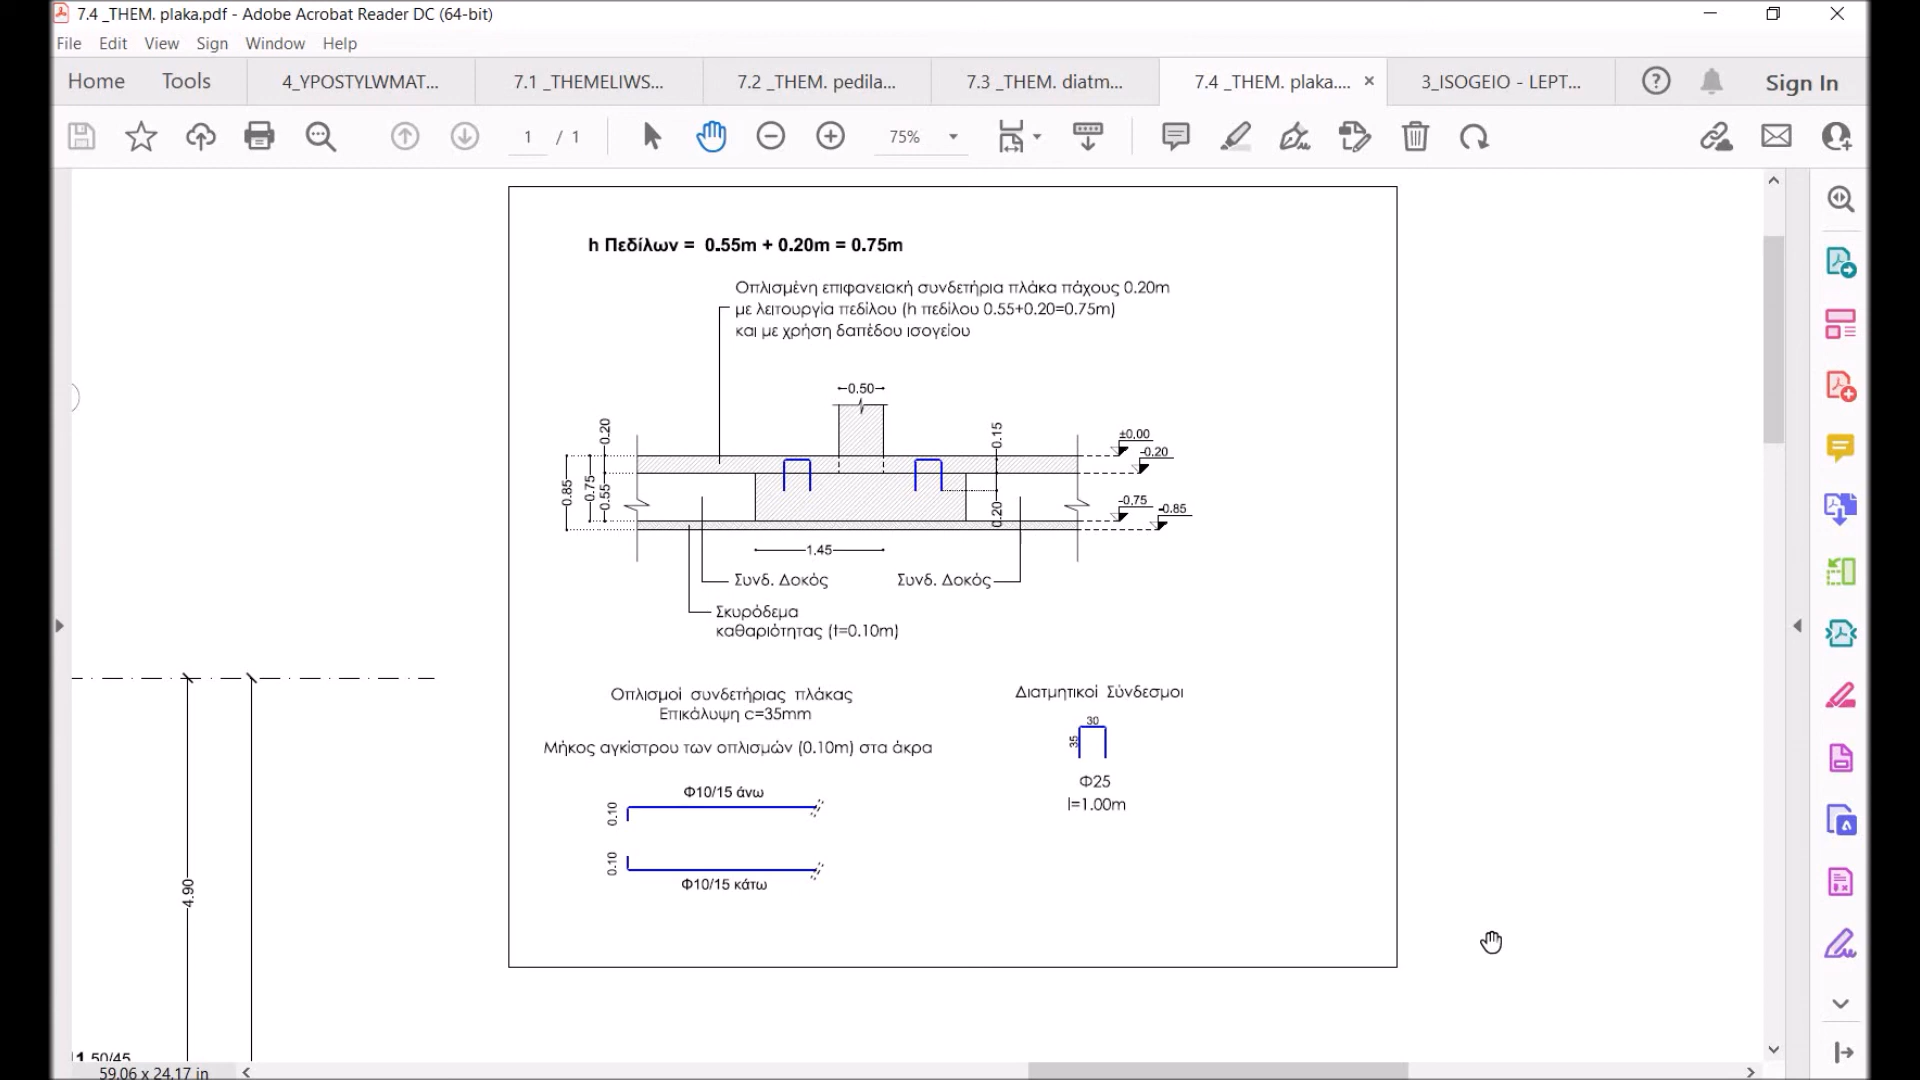 7.4 _THEM. plaka.pdf - Adobe Acrobat Reader DC (64-bit)
File Edit View Sign Window Help
Home Tools 4_YPOSTYLWMAT... 7.1 _THEMELIWS... 7.2 _THEM. pedila... 7.3 _THEM. diatm... 7.4 _THEM. plaka.... × 3_ISOGEIO - LEPT... Sign In
1 / 1 75%
h Πεδίλων = 0.55m + 0.20m = 0.75m
Οπλισμένη επιφανειακή συνδετήρια πλάκα πάχους 0.20m
με λειτουργία πεδίλου (h πεδίλου 0.55+0.20=0.75m)
και με χρήση δαπέδου ισογείου
0.50
0.20
0.15
±0,00
-0.20
0.85
0.75
0.55
0.20
-0.75
-0.85
1.45
Συνδ. Δοκός Συνδ. Δοκός
Σκυρόδεμα
καθαριότητας (t=0.10m)
Οπλισμοί συνδετήριας πλάκας
Επικάλυψη c=35mm
Μήκος αγκίστρου των οπλισμών (0.10m) στα άκρα
Διατμητικοί Σύνδεσμοι
30
35
Φ25
l=1.00m
Φ10/15 άνω
0.10
0.10
Φ10/15 κάτω
4.90
50/45
59.06 x 24.17 in